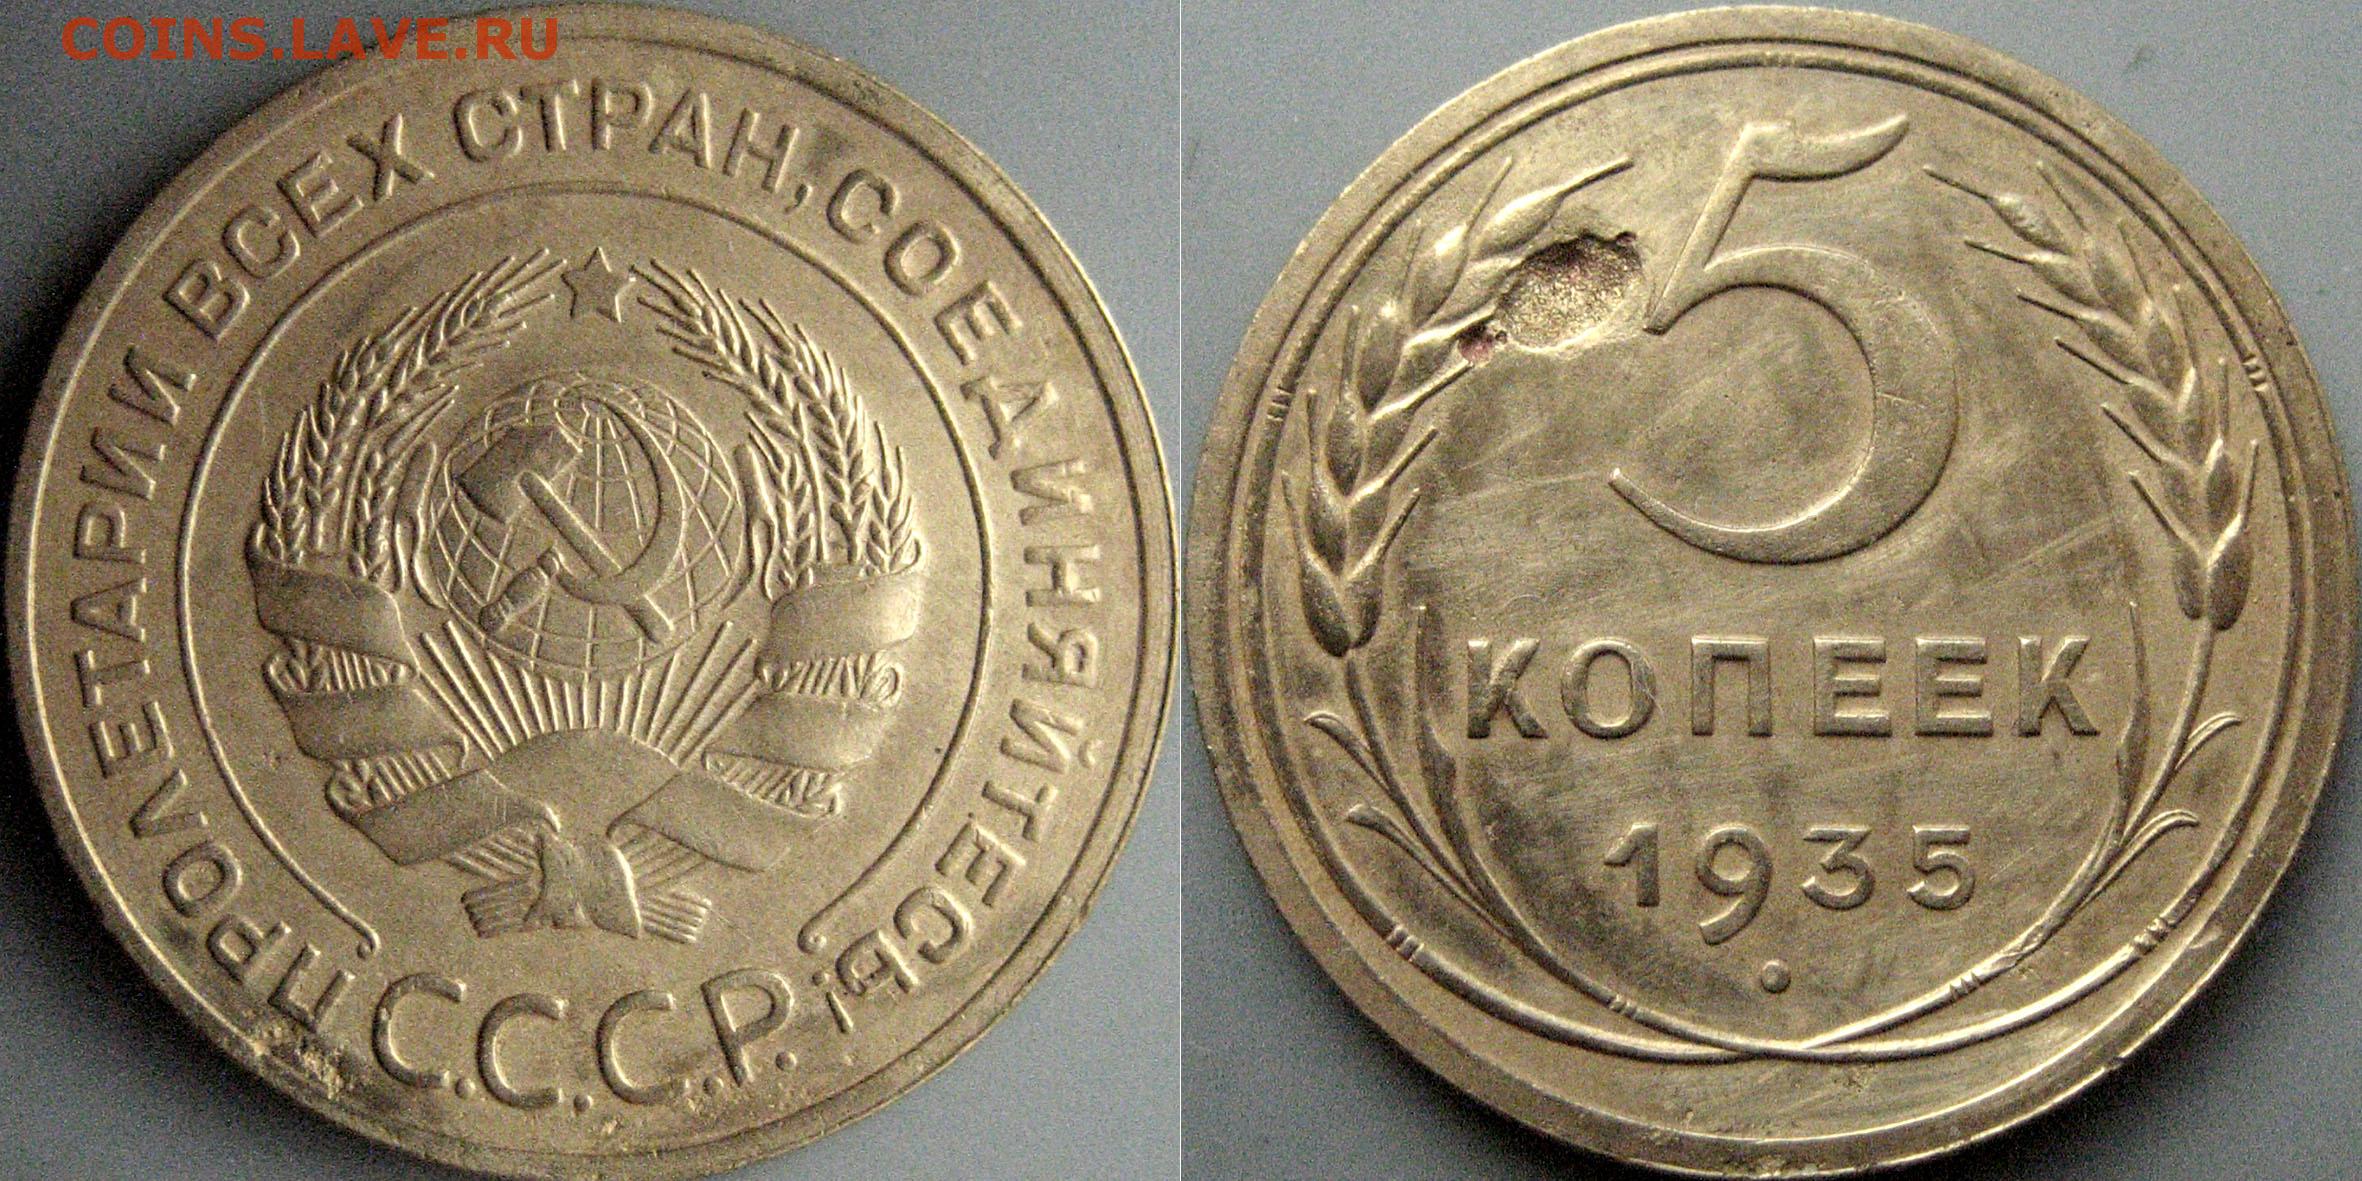 COINS.LAVE.RU
ПРОЛЕТАРИИ ВСЕХ СТРАН, СОЕДИНЯЙТЕСЬ!
С.С.С.Р.
5
КОПЕЕК
1935